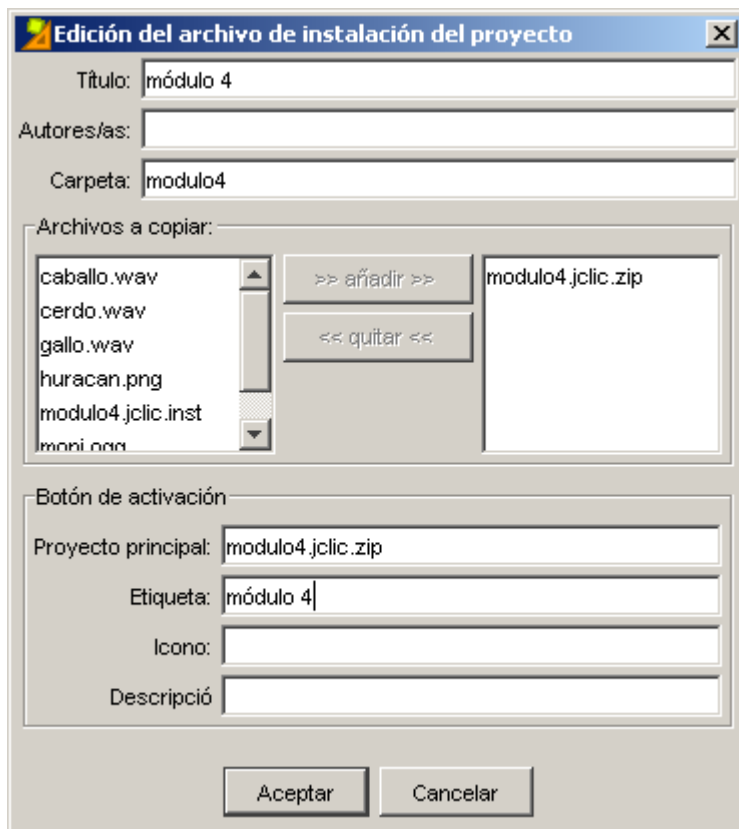 Edición del archivo de instalación del proyecto
Título: módulo 4
Autores/as:
Carpeta: modulo4
Archivos a copiar:
caballo.wav
cerdo.wav
gallo.wav
huracan.png
modulo4.jclic.inst
moni.ogg
>> añadir >>
<< quitar <<
modulo4.jclic.zip
Botón de activación
Proyecto principal: modulo4.jclic.zip
Etiqueta: módulo 4
Icono:
Descripció
Aceptar Cancelar